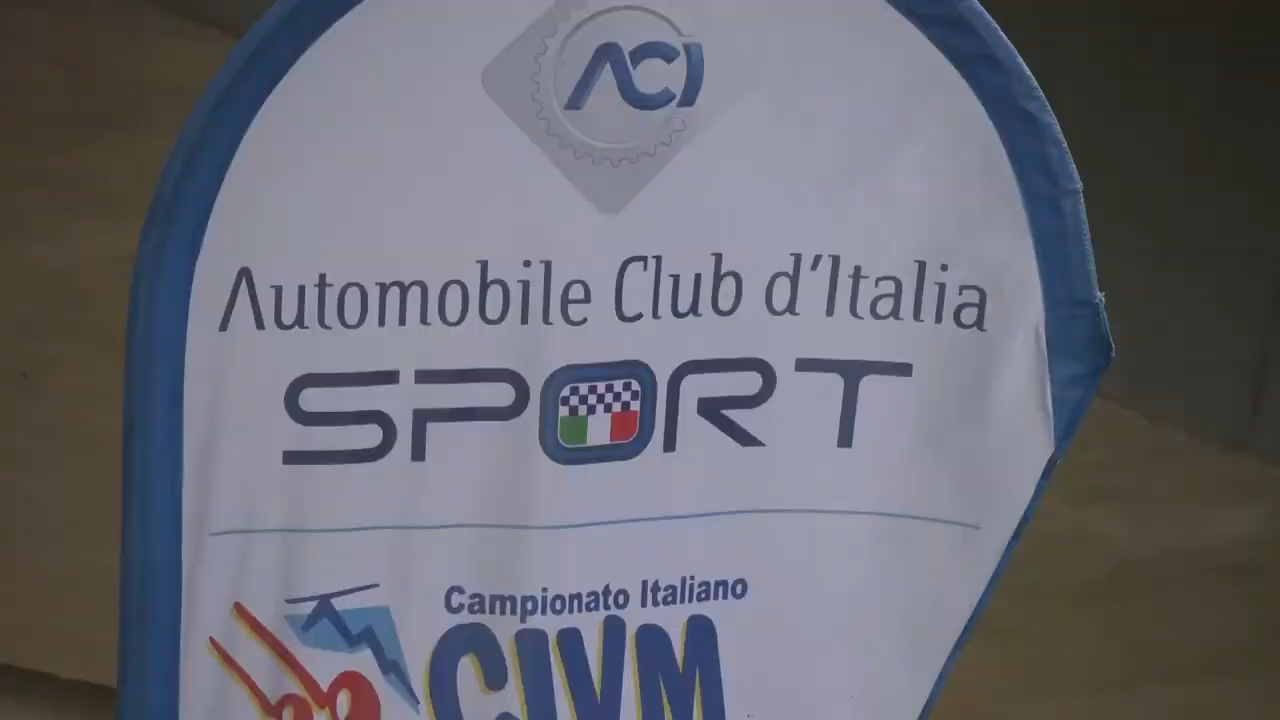 ACI
Automobile Club d'Italia
SPORT
Campionato Italiano
CIVM